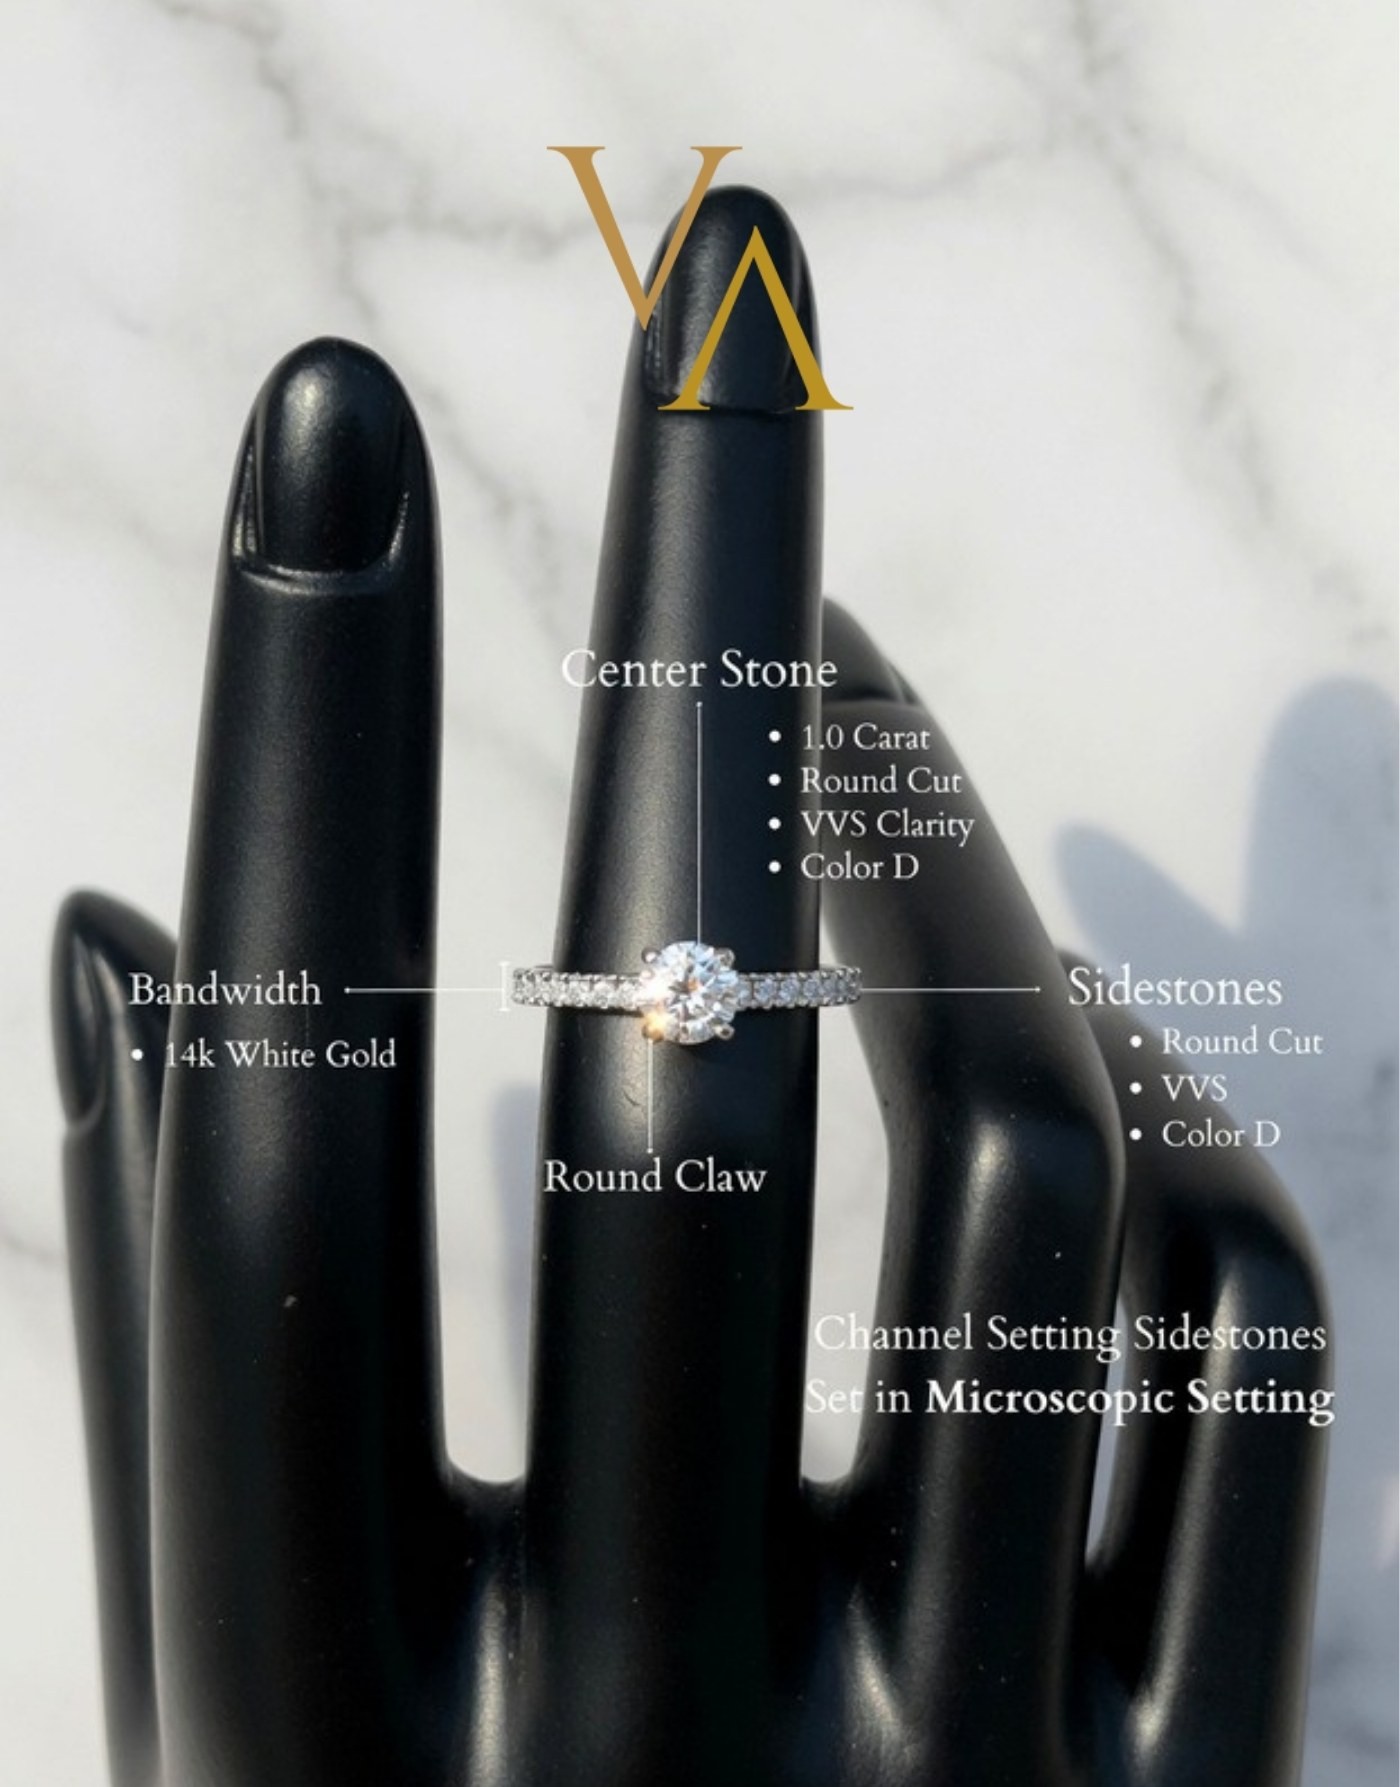 VA
Center Stone
• 1.0 Carat
• Round Cut
• VVS Clarity
• Color D
Bandwidth
• 14k White Gold
Sidestones
• Round Cut
• VVS
• Color D
Round Claw
Channel Setting Sidestones
Set in Microscopic Setting